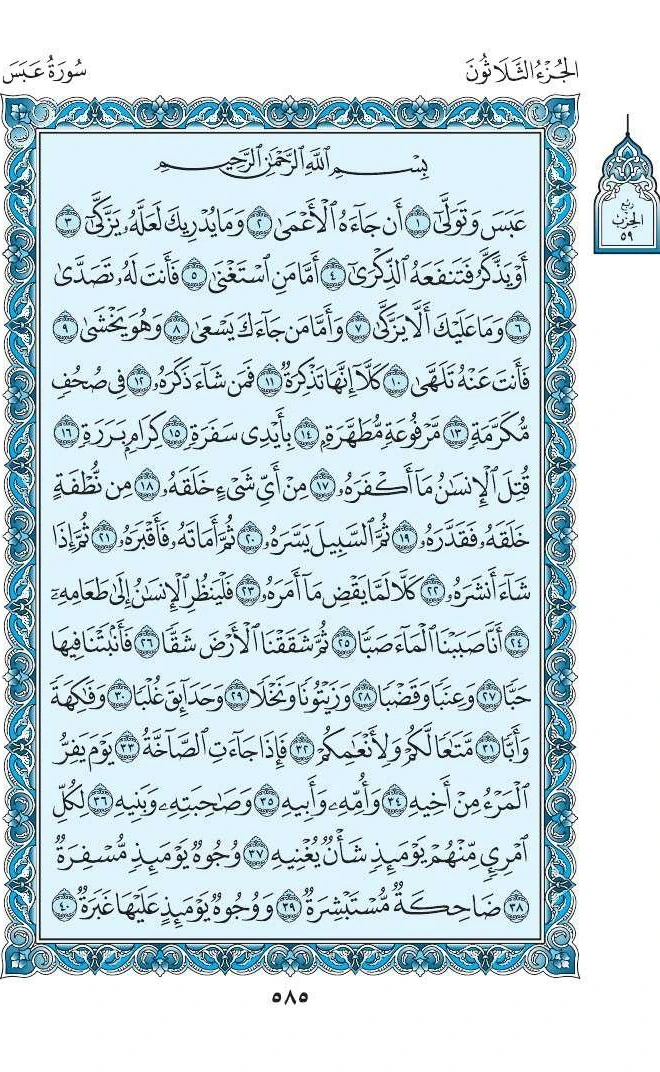 الجُزْءُ الثَّلَاثُونَ
سُورَةُ عَبَسَ
بِسْمِ ٱللَّهِ ٱلرَّحْمَٰنِ ٱلرَّحِيمِ
عَبَسَ وَتَوَلَّىٰٓ ١ أَن جَآءَهُ ٱلْأَعْمَىٰ ٢ وَمَا يُدْرِيكَ لَعَلَّهُۥ يَزَّكَّىٰٓ ٣
أَوْ يَذَّكَّرُ فَتَنفَعَهُ ٱلذِّكْرَىٰٓ ٤ أَمَّا مَنِ ٱسْتَغْنَىٰ ٥ فَأَنتَ لَهُۥ تَصَدَّىٰ
٦ وَمَا عَلَيْكَ أَلَّا يَزَّكَّىٰ ٧ وَأَمَّا مَن جَآءَكَ يَسْعَىٰ ٨ وَهُوَ يَخْشَىٰ ٩
فَأَنتَ عَنْهُ تَلَهَّىٰ ١٠ كَلَّآ إِنَّهَا تَذْكِرَةٌ ١١ فَمَن شَآءَ ذَكَرَهُۥ ١٢ فِى صُحُفٍ
مُّكَرَّمَةٍ ١٣ مَّرْفُوعَةٍ مُّطَهَّرَةٍۭ ١٤ بِأَيْدِى سَفَرَةٍ ١٥ كِرَامٍۭ بَرَرَةٍ ١٦
قُتِلَ ٱلْإِنسَٰنُ مَآ أَكْفَرَهُۥ ١٧ مِنْ أَىِّ شَىْءٍ خَلَقَهُۥ ١٨ مِن نُّطْفَةٍ
خَلَقَهُۥ فَقَدَّرَهُۥ ١٩ ثُمَّ ٱلسَّبِيلَ يَسَّرَهُۥ ٢٠ ثُمَّ أَمَاتَهُۥ فَأَقْبَرَهُۥ ٢١ ثُمَّ إِذَا
شَآءَ أَنشَرَهُۥ ٢٢ كَلَّا لَمَّا يَقْضِ مَآ أَمَرَهُۥ ٢٣ فَلْيَنظُرِ ٱلْإِنسَٰنُ إِلَىٰ طَعَامِهِۦٓ
٢٤ أَنَّا صَبَبْنَا ٱلْمَآءَ صَبًّا ٢٥ ثُمَّ شَقَقْنَا ٱلْأَرْضَ شَقًّا ٢٦ فَأَنۢبَتْنَا فِيهَا
حَبًّا ٢٧ وَعِنَبًا وَقَضْبًا ٢٨ وَزَيْتُونًا وَنَخْلًا ٢٩ وَحَدَآئِقَ غُلْبًا ٣٠ وَفَٰكِهَةً
وَأَبًّا ٣١ مَّتَٰعًا لَّكُمْ وَلِأَنْعَٰمِكُمْ ٣٢ فَإِذَا جَآءَتِ ٱلصَّآخَّةُ ٣٣ يَوْمَ يَفِرُّ
ٱلْمَرْءُ مِنْ أَخِيهِ ٣٤ وَأُمِّهِۦ وَأَبِيهِ ٣٥ وَصَٰحِبَتِهِۦ وَبَنِيهِ ٣٦ لِكُلِّ
ٱمْرِئٍ مِّنْهُمْ يَوْمَئِذٍ شَأْنٌ يُغْنِيهِ ٣٧ وُجُوهٌ يَوْمَئِذٍ مُّسْفِرَةٌ
٣٨ ضَاحِكَةٌ مُّسْتَبْشِرَةٌ ٣٩ وَوُجُوهٌ يَوْمَئِذٍ عَلَيْهَا غَبَرَةٌ ٤٠
رُبع
الحِزْب
٥٩
٥٨٥